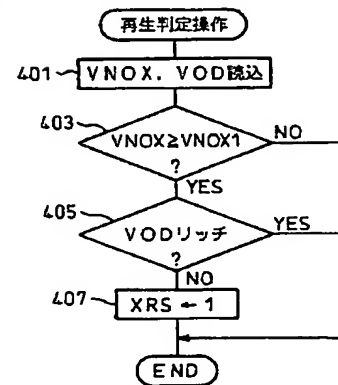 再生判定操作
401 VNOX. VOD読込
403 VNOX≧VNOX1 NO
?
YES
405 VODリッチ YES
?
NO
407 XRS ← 1
END